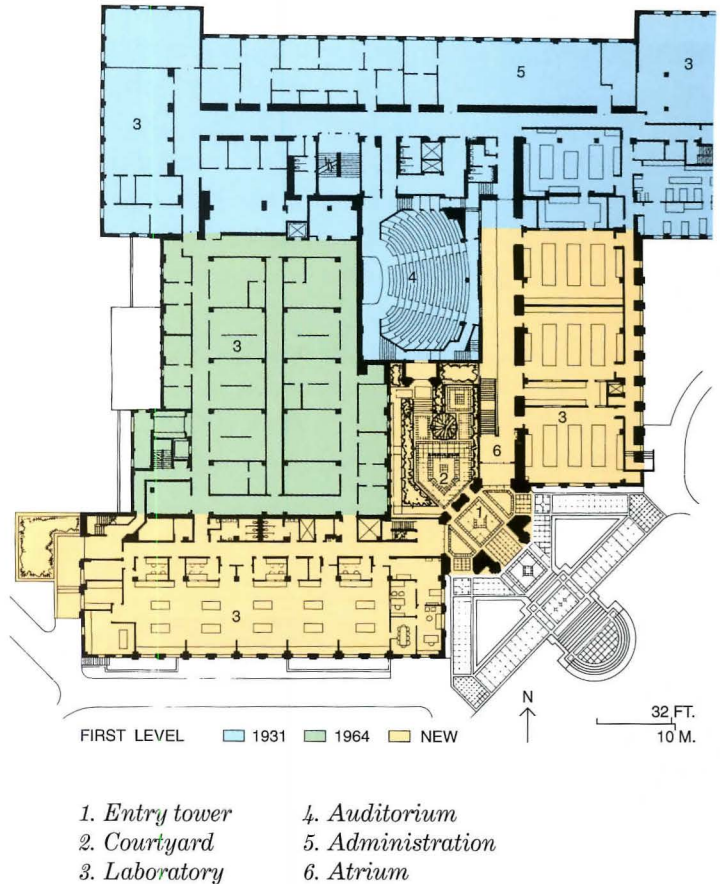 5
3
3
4
3
3
6
2
1
3
N
32 FT.
10 M.
FIRST LEVEL 1931 1964 NEW
1. Entry tower 4. Auditorium
2. Courtyard 5. Administration
3. Laboratory 6. Atrium